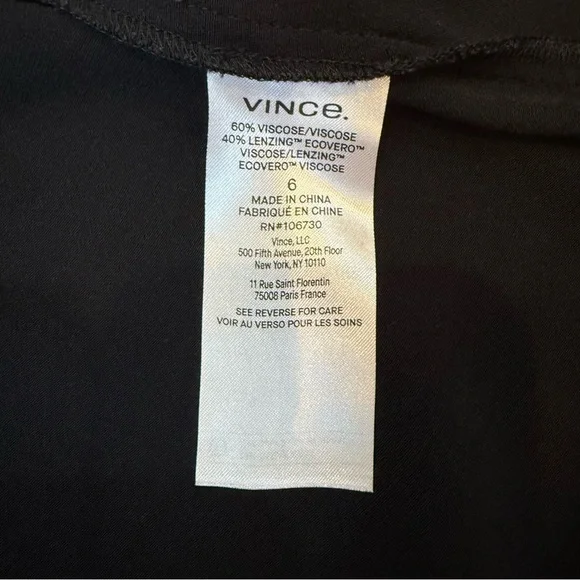 VINCE.
60% VISCOSE/VISCOSE
40% LENZING™ ECOVERO™
VISCOSE/LENZING™
ECOVERO™ VISCOSE
6
MADE IN CHINA
FABRIQUÉ EN CHINE
RN#106730
Vince, LLC
500 Fifth Avenue, 20th Floor
New York, NY 10110
11 Rue Saint Florentin
75008 Paris France
SEE REVERSE FOR CARE
VOIR AU VERSO POUR LES SOINS